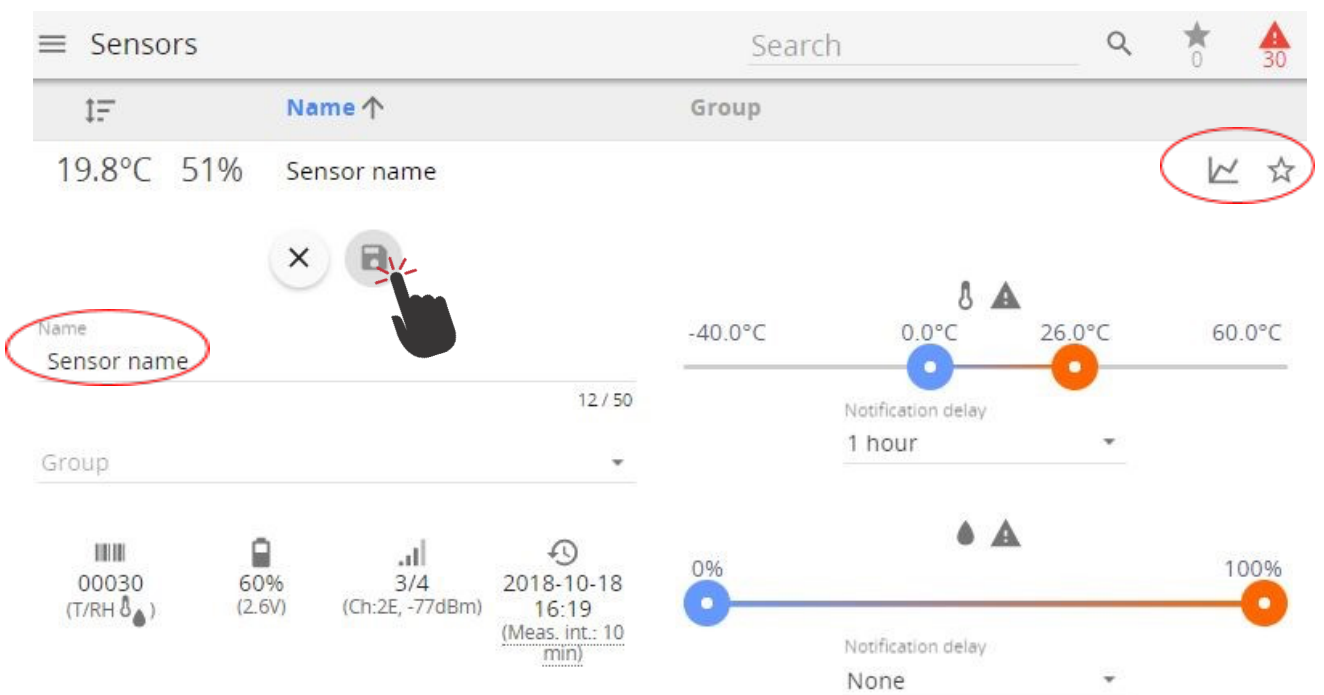 Sensors
Search
0
30
Name
Group
19.8°C 51% Sensor name
Name
Sensor name
12 / 50
Group
00030
(T/RH )
60%
(2.6V)
3/4
(Ch:2E, -77dBm)
2018-10-18
16:19
(Meas. int.: 10
min)
-40.0°C 0.0°C 26.0°C 60.0°C
Notification delay
1 hour
0% 100%
Notification delay
None